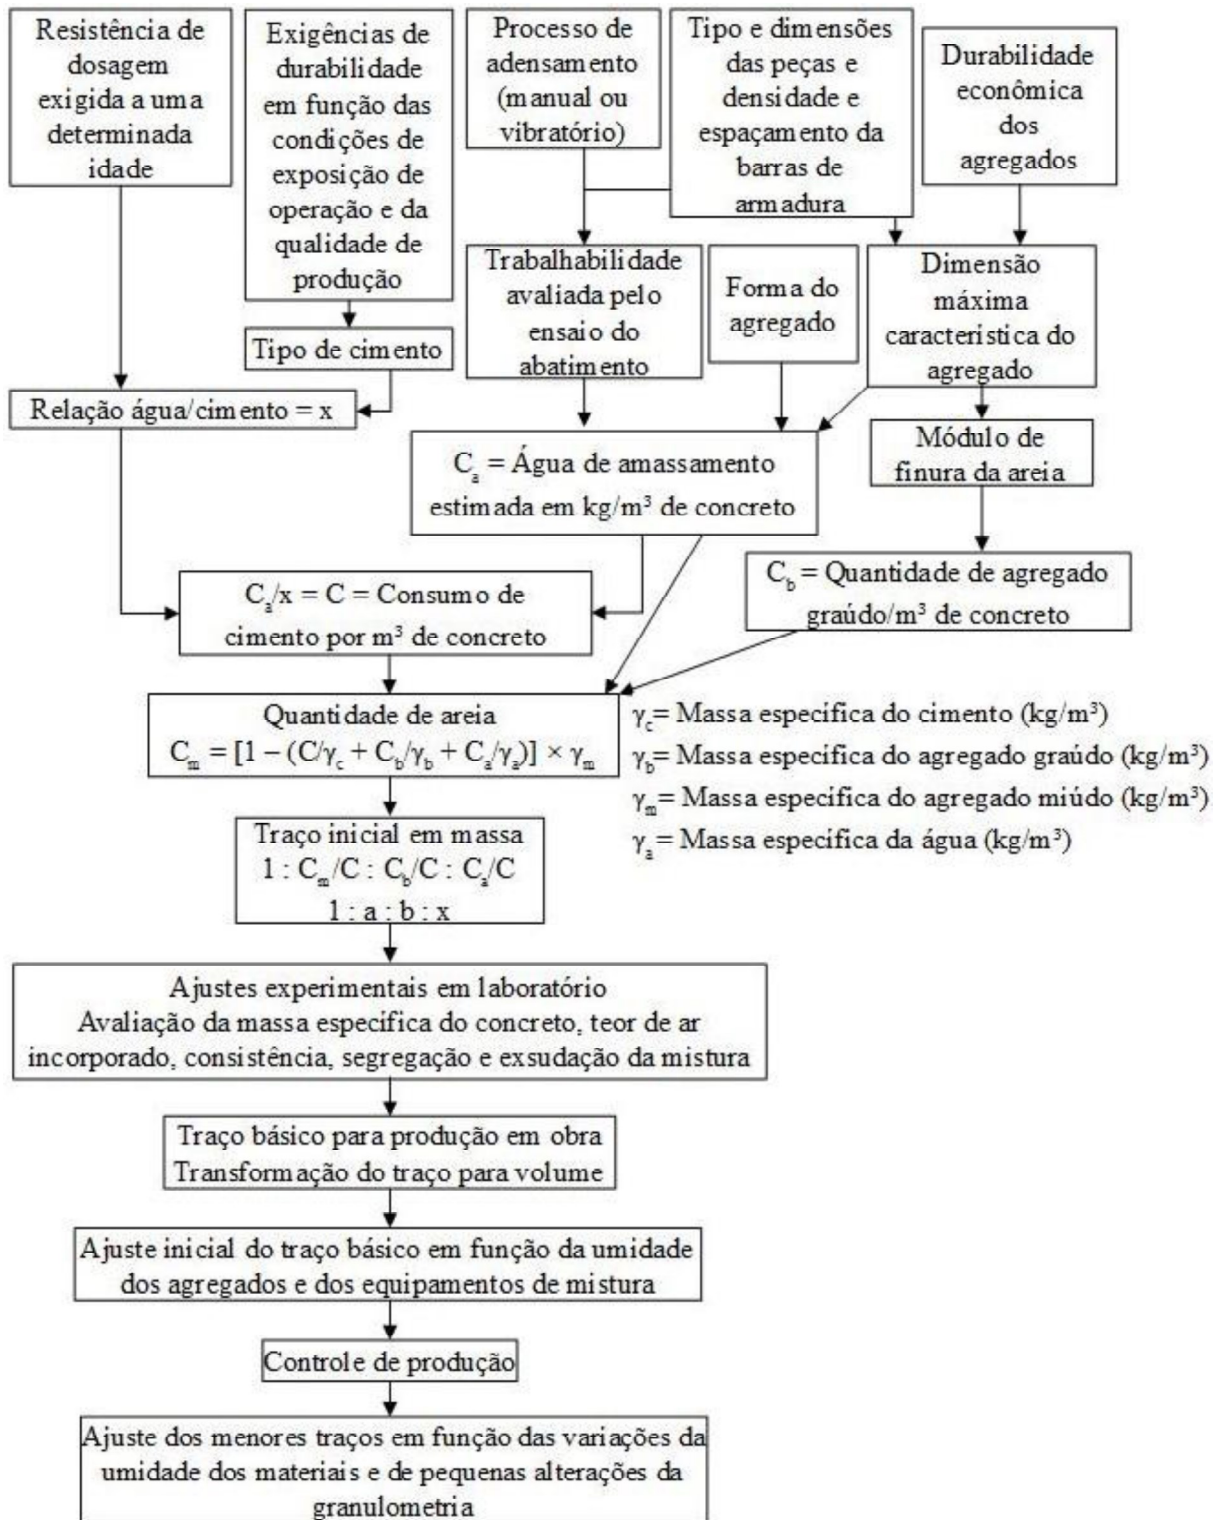 Resistência de
dosagem
exigida a uma
determinada
idade
Exigências de
durabilidade
em função das
condições de
exposição de
operação e da
qualidade de
produção
Processo de
adensamento
(manual ou
vibratório)
Tipo e dimensões
das peças e
densidade e
espaçamento da
barras de
armadura
Durabilidade
econômica
dos
agregados
Trabalhabilidade
avaliada pelo
ensaio do
abatimento
Forma do
agregado
Dimensão
máxima
caracteristica do
agregado
Tipo de cimento
Relação água/cimento = x
Cₐ = Água de amassamento
estimada em kg/m³ de concreto
Módulo de
finura da areia
Cₐ/x = C = Consumo de
cimento por m³ de concreto
C_b = Quantidade de agregado
graúdo/m³ de concreto
Quantidade de areia
C_m = [1 – (C/γ_c + C_b/γ_b + C_a/γ_a)] × γ_m
γ_c= Massa específica do cimento (kg/m³)
γ_b= Massa específica do agregado graúdo (kg/m³)
γ_m= Massa específica do agregado miúdo (kg/m³)
γ_a= Massa específica da água (kg/m³)
Traço inicial em massa
1 : C_m/C : C_b/C : C_a/C
1 : a : b : x
Ajustes experimentais em laboratório
Avaliação da massa específica do concreto, teor de ar
incorporado, consistência, segregação e exsudação da mistura
Traço básico para produção em obra
Transformação do traço para volume
Ajuste inicial do traço básico em função da umidade
dos agregados e dos equipamentos de mistura
Controle de produção
Ajuste dos menores traços em função das variações da
umidade dos materiais e de pequenas alterações da
granulometria